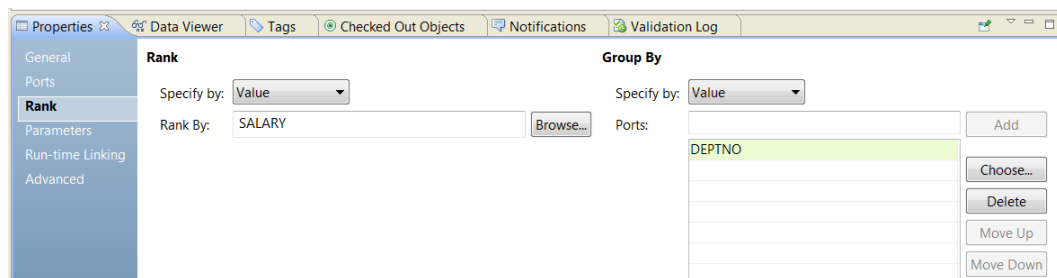 Properties Data Viewer Tags Checked Out Objects Notifications Validation Log
General
Ports
Rank
Parameters
Run-time Linking
Advanced
Rank
Specify by: Value
Rank By: SALARY Browse...
Group By
Specify by: Value
Ports: Add
DEPTNO
Choose...
Delete
Move Up
Move Down